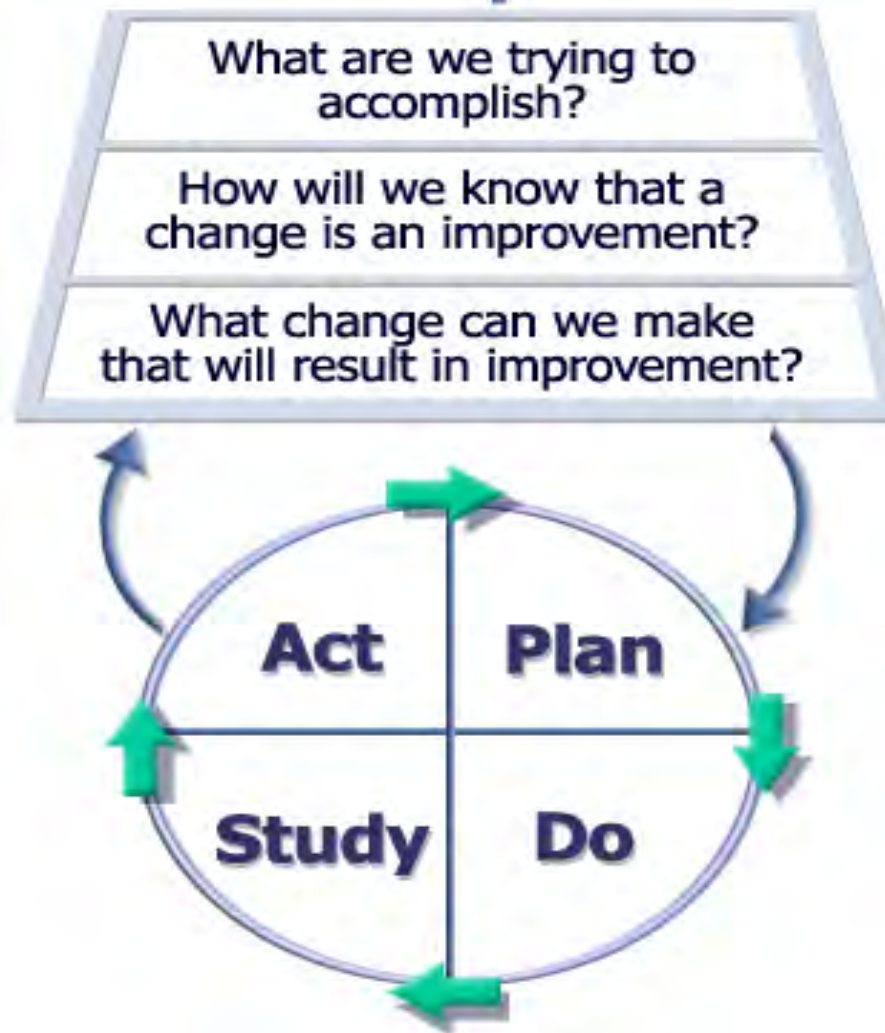 What are we trying to
accomplish?
How will we know that a
change is an improvement?
What change can we make
that will result in improvement?
Act
Plan
Study
Do